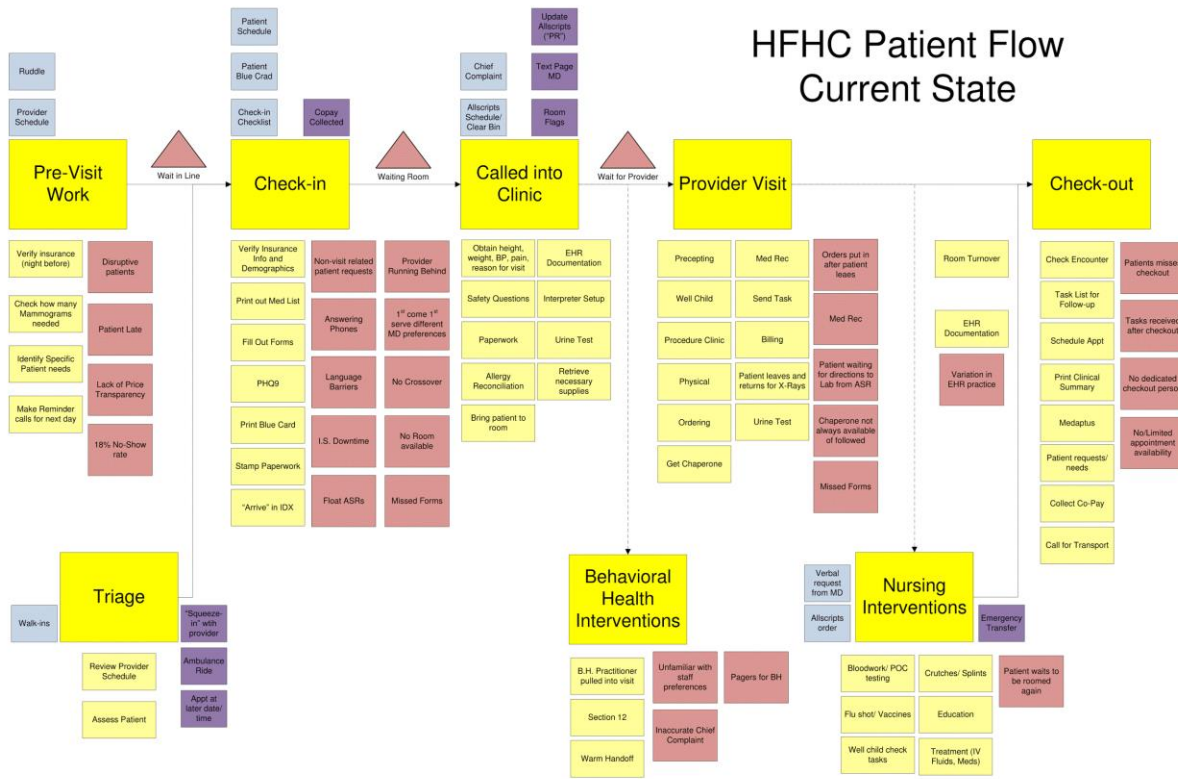 HFHC Patient Flow
Current State
Ruddle
Provider
Schedule
Pre-Visit
Work
Wait in Line
Verify insurance
(night before)
Check how many
Mammograms
needed
Identify Specific
Patient needs
Make Reminder
calls for next day
Disruptive
patients
Patient Late
Lack of Price
Transparency
18% No-Show
rate
Patient
Schedule
Patient
Blue Crad
Check-in
Checklist
Copay
Collected
Check-in
Waiting Room
Verify Insurance
Info and
Demographics
Print out Med List
Fill Out Forms
PHQ9
Print Blue Card
Stamp Paperwork
"Arrive" in IDX
Non-visit related
patient requests
Answering
Phones
Language
Barriers
I.S. Downtime
Float ASRs
Provider
Running Behind
1st come 1st
serve different
MD preferences
No Crossover
No Room
available
Missed Forms
Chief
Complaint
Allscripts
Schedule/
Clear Bin
Update
Allscripts
("PR")
Text Page
MD
Room
Flags
Called into
Clinic
Wait for Provider
Obtain height,
weight, BP, pain,
reason for visit
Safety Questions
Paperwork
Allergy
Reconciliation
Bring patient to
room
EHR
Documentation
Interpreter Setup
Urine Test
Retrieve
necessary
supplies
Provider Visit
Precepting
Well Child
Procedure Clinic
Physical
Ordering
Get Chaperone
Med Rec
Send Task
Billing
Patient leaves and
returns for X-Rays
Urine Test
Orders put in
after patient
leaes
Med Rec
Patient waiting
for directions to
Lab from ASR
Chaperone not
always available
of followed
Missed Forms
Room Turnover
EHR
Documentation
Variation in
EHR practice
Check-out
Check Encounter
Task List for
Follow-up
Schedule Appt
Print Clinical
Summary
Medaptus
Patient requests/
needs
Collect Co-Pay
Call for Transport
Patients misses
checkout
Tasks received
after checkout
No dedicated
checkout person
No/Limited
appointment
availability
Triage
Walk-ins
"Squeeze-
in" wtih
provider
Ambulance
Ride
Appt at
later date/
time
Review Provider
Schedule
Assess Patient
Behavioral
Health
Interventions
B.H. Practitioner
pulled into visit
Section 12
Warm Handoff
Unfamiliar with
staff
preferences
Inaccurate Chief
Complaint
Pagers for BH
Verbal
request
from MD
Allscripts
order
Nursing
Interventions
Emergency
Transfer
Bloodwork/ POC
testing
Flu shot/ Vaccines
Well child check
tasks
Crutches/ Splints
Education
Treatment (IV
Fluids, Meds)
Patient waits to
be roomed
again